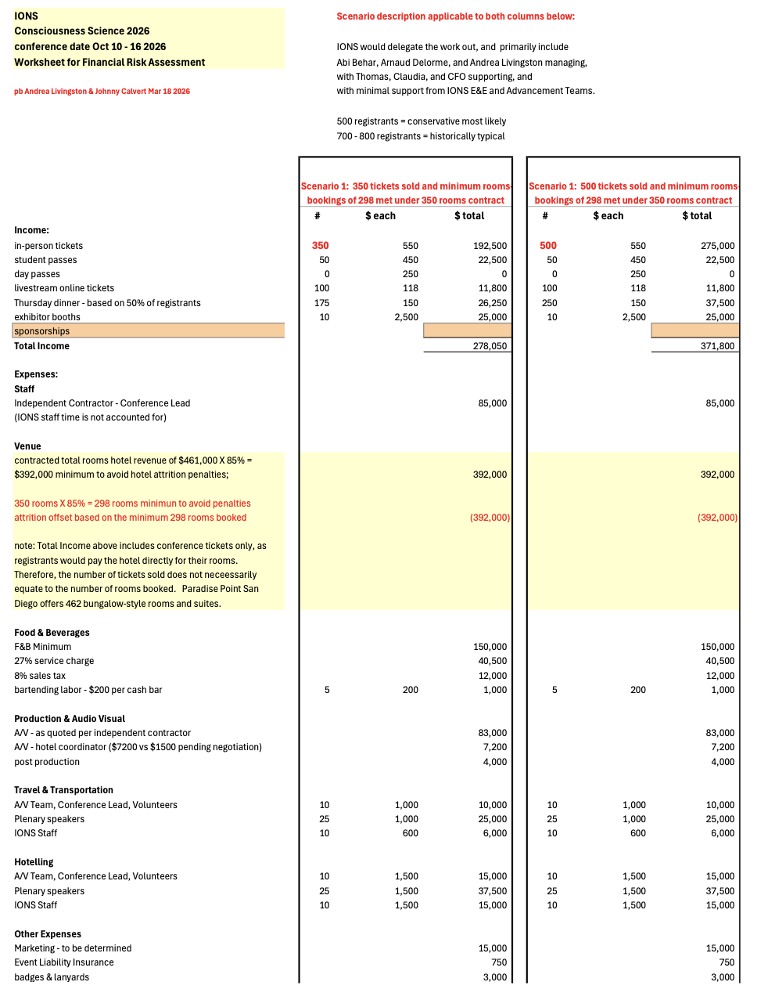 IONS
Consciousness Science 2026
conference date Oct 10 - 16 2026
Worksheet for Financial Risk Assessment
pb Andrea Livingston & Johnny Calvert Mar 18 2026
Scenario description applicable to both columns below:
IONS would delegate the work out, and primarily include
Abi Behar, Arnaud Delorme, and Andrea Livingston managing,
with Thomas, Claudia, and CFO supporting, and
with minimal support from IONS E&E and Advancement Teams.
500 registrants = conservative most likely
700 - 800 registrants = historically typical
Scenario 1: 350 tickets sold and minimum rooms-
bookings of 298 met under 350 rooms contract
Scenario 1: 500 tickets sold and minimum rooms-
bookings of 298 met under 350 rooms contract
# $ each $ total # $ each $ total
Income:
in-person tickets 350 550 192,500 500 550 275,000
student passes 50 450 22,500 50 450 22,500
day passes 0 250 0 0 250 0
livestream online tickets 100 118 11,800 100 118 11,800
Thursday dinner - based on 50% of registrants 175 150 26,250 250 150 37,500
exhibitor booths 10 2,500 25,000 10 2,500 25,000
sponsorships
Total Income 278,050 371,800
Expenses:
Staff
Independent Contractor - Conference Lead 85,000 85,000
(IONS staff time is not accounted for)
Venue
contracted total rooms hotel revenue of $461,000 X 85% =
$392,000 minimum to avoid hotel attrition penalties; 392,000 392,000
350 rooms X 85% = 298 rooms minimun to avoid penalties
attrition offset based on the minimum 298 rooms booked (392,000) (392,000)
note: Total Income above includes conference tickets only, as
registrants would pay the hotel directly for their rooms.
Therefore, the number of tickets sold does not neceessarily
equate to the number of rooms booked. Paradise Point San
Diego offers 462 bungalow-style rooms and suites.
Food & Beverages
F&B Minimum 150,000 150,000
27% service charge 40,500 40,500
8% sales tax 12,000 12,000
bartending labor - $200 per cash bar 5 200 1,000 5 200 1,000
Production & Audio Visual
A/V - as quoted per independent contractor 83,000 83,000
A/V - hotel coordinator ($7200 vs $1500 pending negotiation) 7,200 7,200
post production 4,000 4,000
Travel & Transportation
A/V Team, Conference Lead, Volunteers 10 1,000 10,000 10 1,000 10,000
Plenary speakers 25 1,000 25,000 25 1,000 25,000
IONS Staff 10 600 6,000 10 600 6,000
Hotelling
A/V Team, Conference Lead, Volunteers 10 1,500 15,000 10 1,500 15,000
Plenary speakers 25 1,500 37,500 25 1,500 37,500
IONS Staff 10 1,500 15,000 10 1,500 15,000
Other Expenses
Marketing - to be determined 15,000 15,000
Event Liability Insurance 750 750
badges & lanyards 3,000 3,000